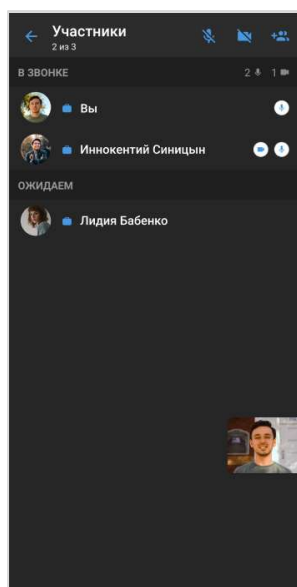 Участники
2 из 3
В ЗВОНКЕ 2 1
Вы
Иннокентий Синицын
ОЖИДАЕМ
Лидия Бабенко